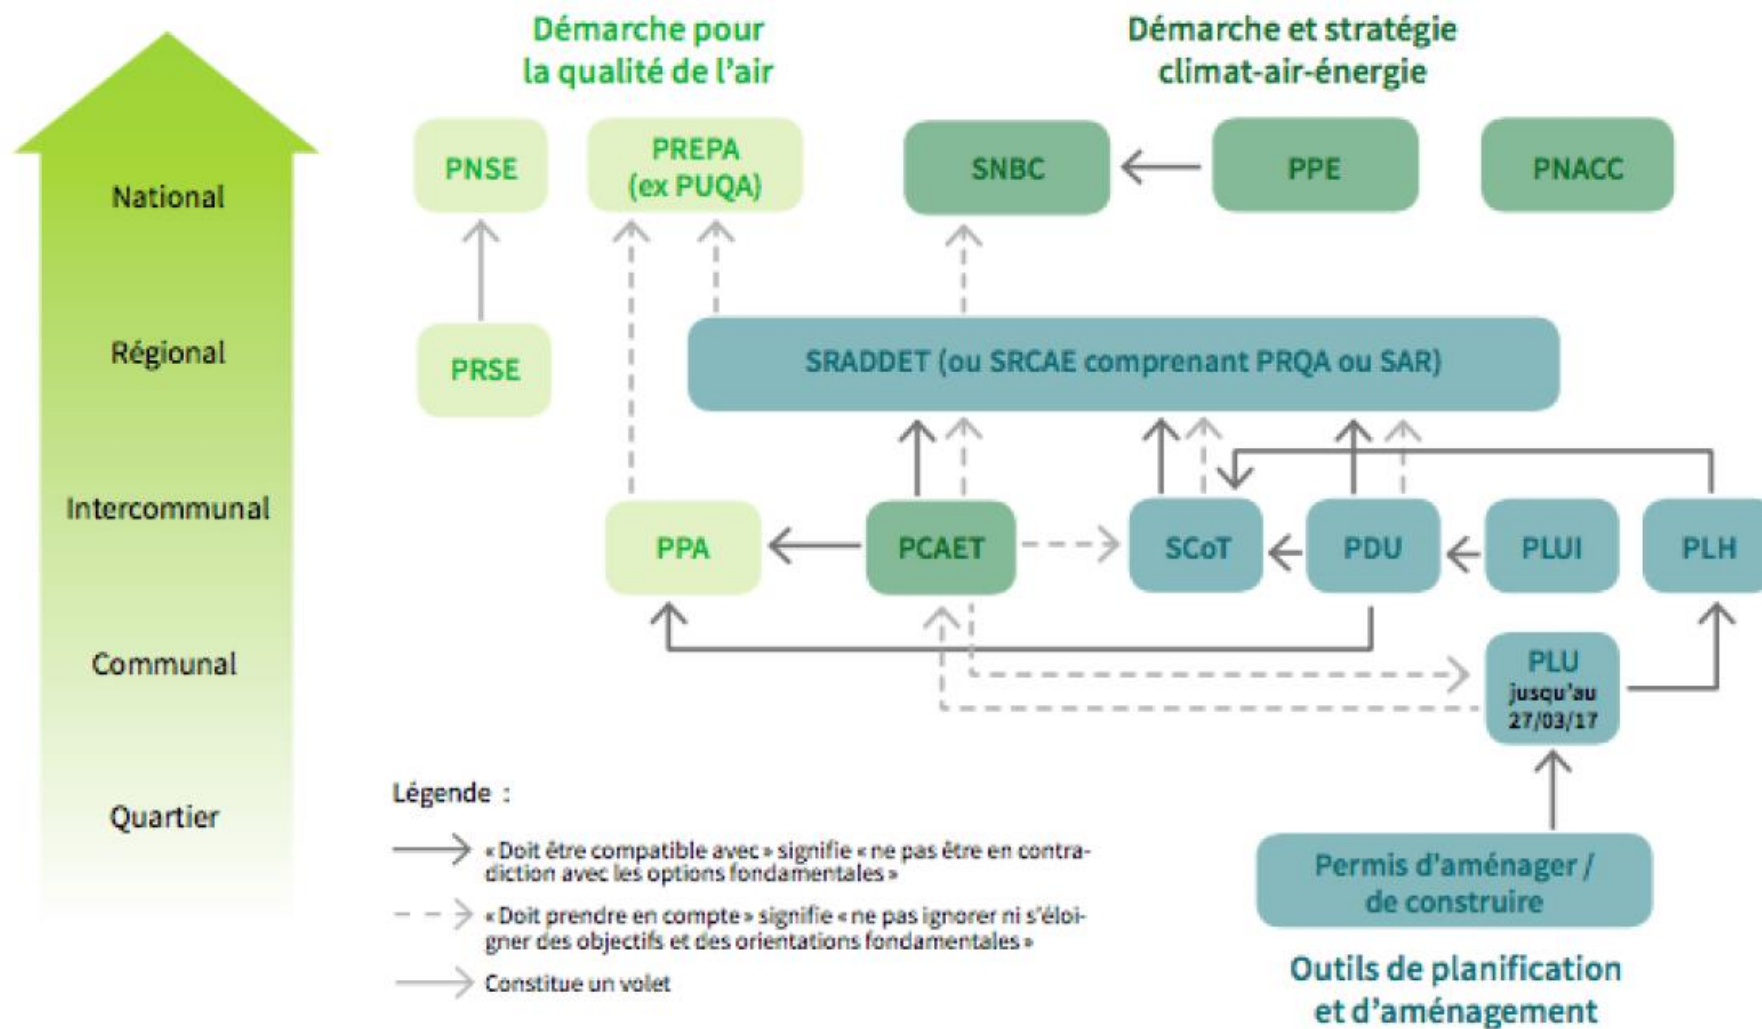 Démarche pour
la qualité de l'air
Démarche et stratégie
climat-air-énergie
National
PNSE
PREPA
(ex PUQA)
SNBC
PPE
PNACC
Régional
PRSE
SRADDET (ou SRCAE comprenant PRQA ou SAR)
Intercommunal
PPA
PCAET
SCoT
PDU
PLUI
PLH
Communal
PLU
jusqu'au
27/03/17
Quartier
Légende :
« Doit être compatible avec » signifie « ne pas être en contra-
diction avec les options fondamentales »
« Doit prendre en compte » signifie « ne pas ignorer ni s'éloi-
gner des objectifs et des orientations fondamentales »
Constitue un volet
Permis d'aménager /
de construire
Outils de planification
et d'aménagement